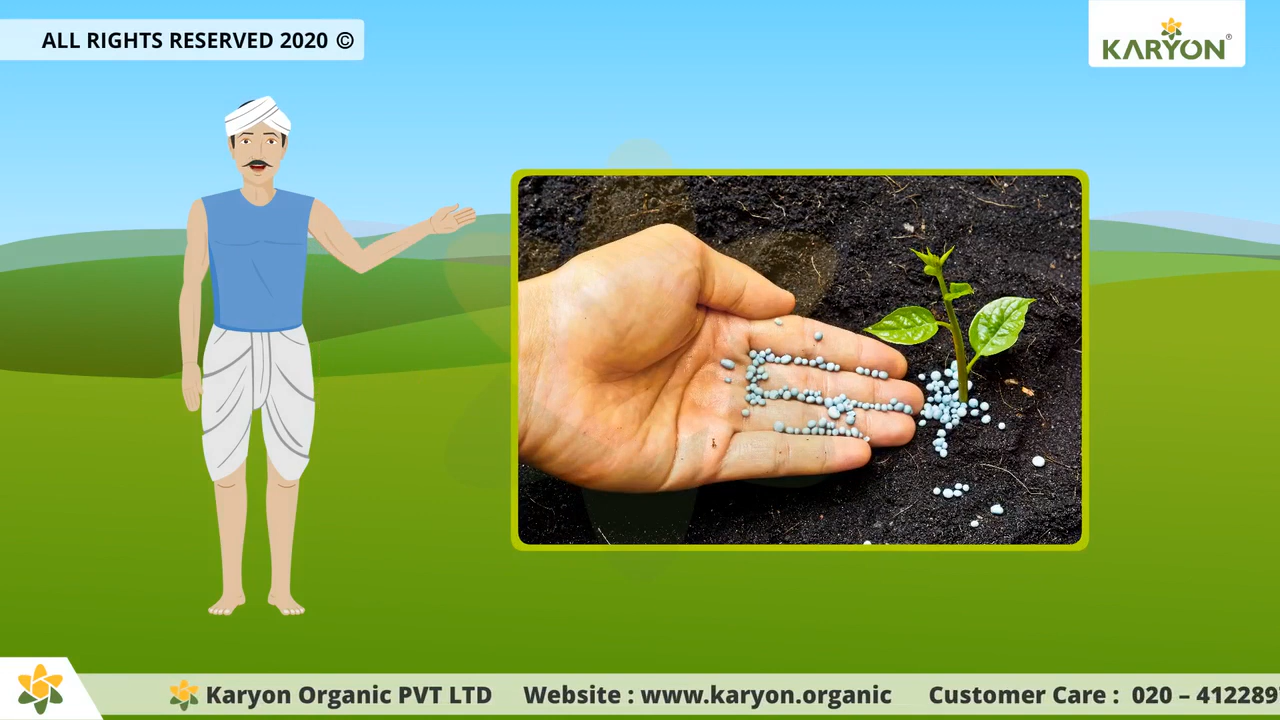 ALL RIGHTS RESERVED 2020 ©
KARYON®
Karyon Organic PVT LTD Website : www.karyon.organic Customer Care : 020 – 412289